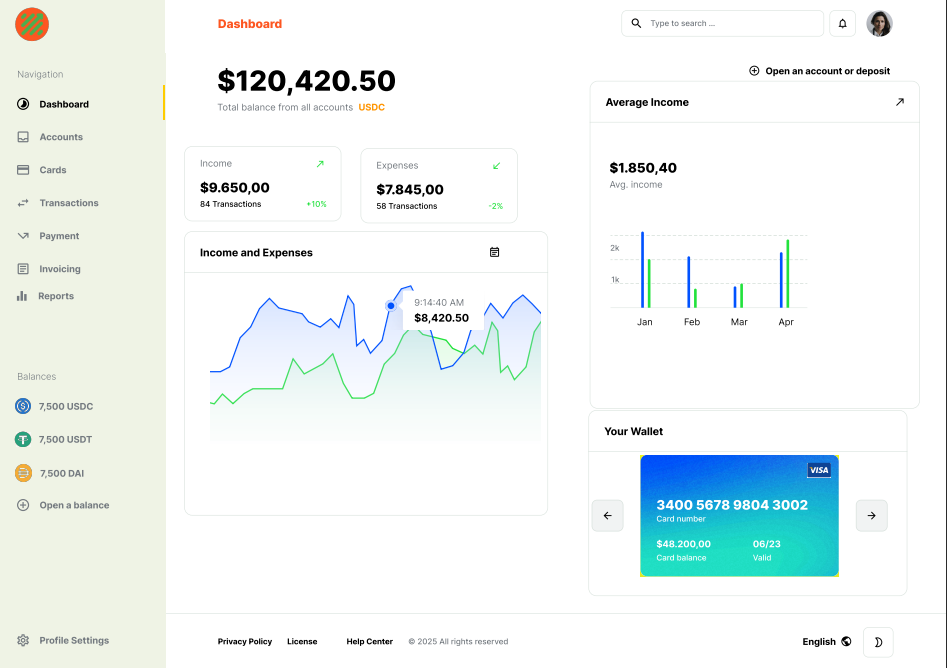 Dashboard
Type to search ...
Navigation
Dashboard
Accounts
Cards
Transactions
Payment
Invoicing
Reports
Balances
7,500 USDC
7,500 USDT
7,500 DAI
Open a balance
Profile Settings
$120,420.50
Total balance from all accounts USDC
Income
$9.650,00
84 Transactions +10%
Expenses
$7.845,00
58 Transactions -2%
Income and Expenses
9:14:40 AM
$8,420.50
Open an account or deposit
Average Income
$1.850,40
Avg. income
2k
1k
Jan Feb Mar Apr
Your Wallet
VISA
3400 5678 9804 3002
Card number
$48.200,00 06/23
Card balance Valid
Privacy Policy License Help Center © 2025 All rights reserved
English